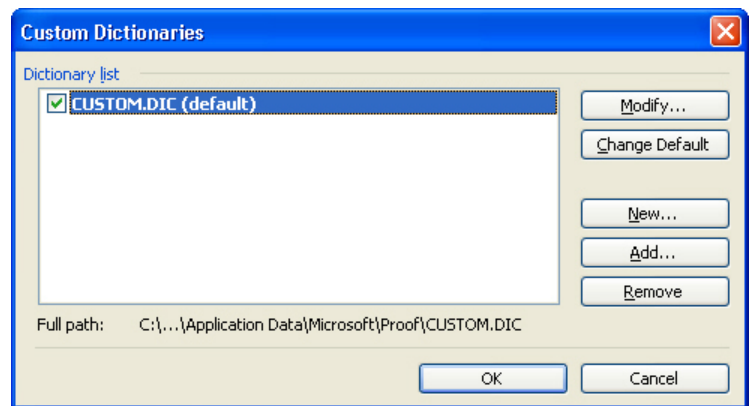 Custom Dictionaries
Dictionary list
CUSTOM.DIC (default)
Modify...
Change Default
New...
Add...
Remove
Full path: C:\...\Application Data\Microsoft\Proof\CUSTOM.DIC
OK
Cancel